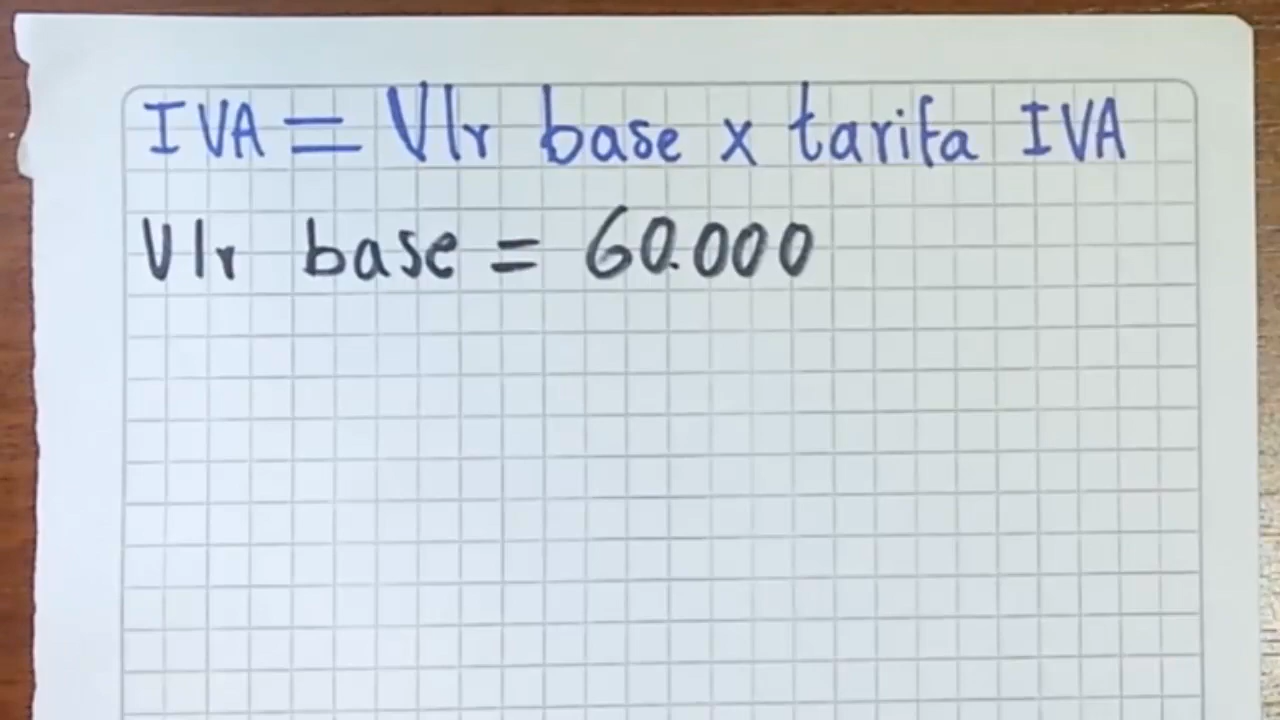 IVA = Vlr base x tarifa IVA
Vlr base = 60.000